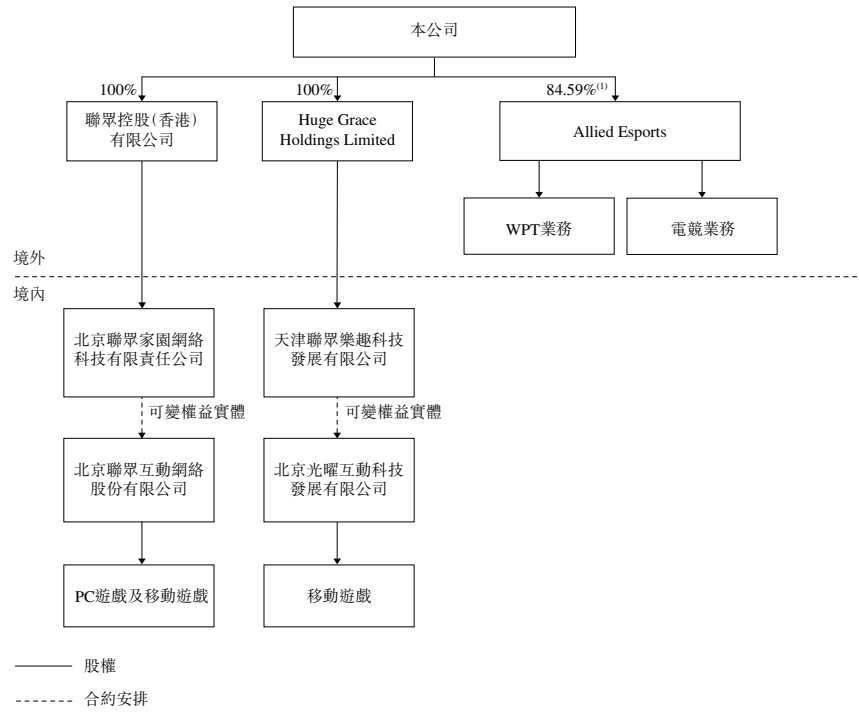 本公司
100%
100%
84.59%(1)
聯眾控股(香港)
有限公司
Huge Grace
Holdings Limited
Allied Esports
WPT業務
電競業務
境外
境內
北京聯眾家園網絡
科技有限責任公司
天津聯眾樂趣科技
發展有限公司
可變權益實體
可變權益實體
北京聯眾互動網絡
股份有限公司
北京光曜互動科技
發展有限公司
PC遊戲及移動遊戲
移動遊戲
股權
合約安排